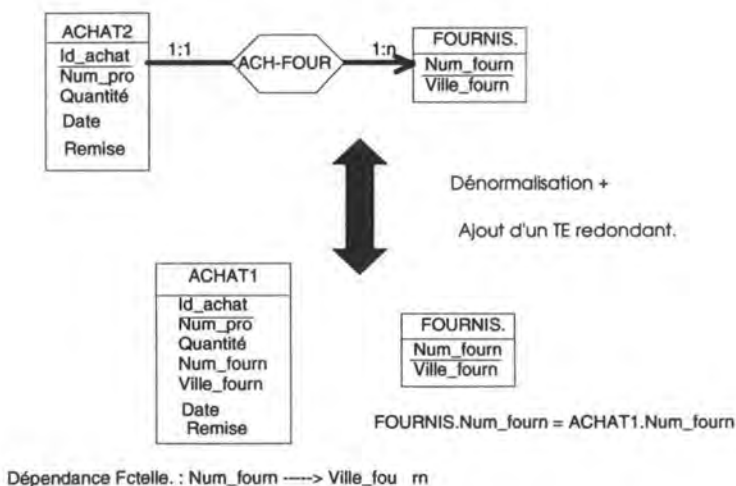 ACHAT2
Id_achat
Num_pro
Quantité
Date
Remise
1:1
ACH-FOUR
1:n
FOURNIS.
Num_fourn
Ville_fourn
Dénormalisation +
Ajout d'un TE redondant.
ACHAT1
Id_achat
Num_pro
Quantité
Num_fourn
Ville_fourn
Date
Remise
FOURNIS.
Num_fourn
Ville_fourn
FOURNIS.Num_fourn = ACHAT1.Num_fourn
Dépendance Fctelle. : Num_fourn -----> Ville_fou rn